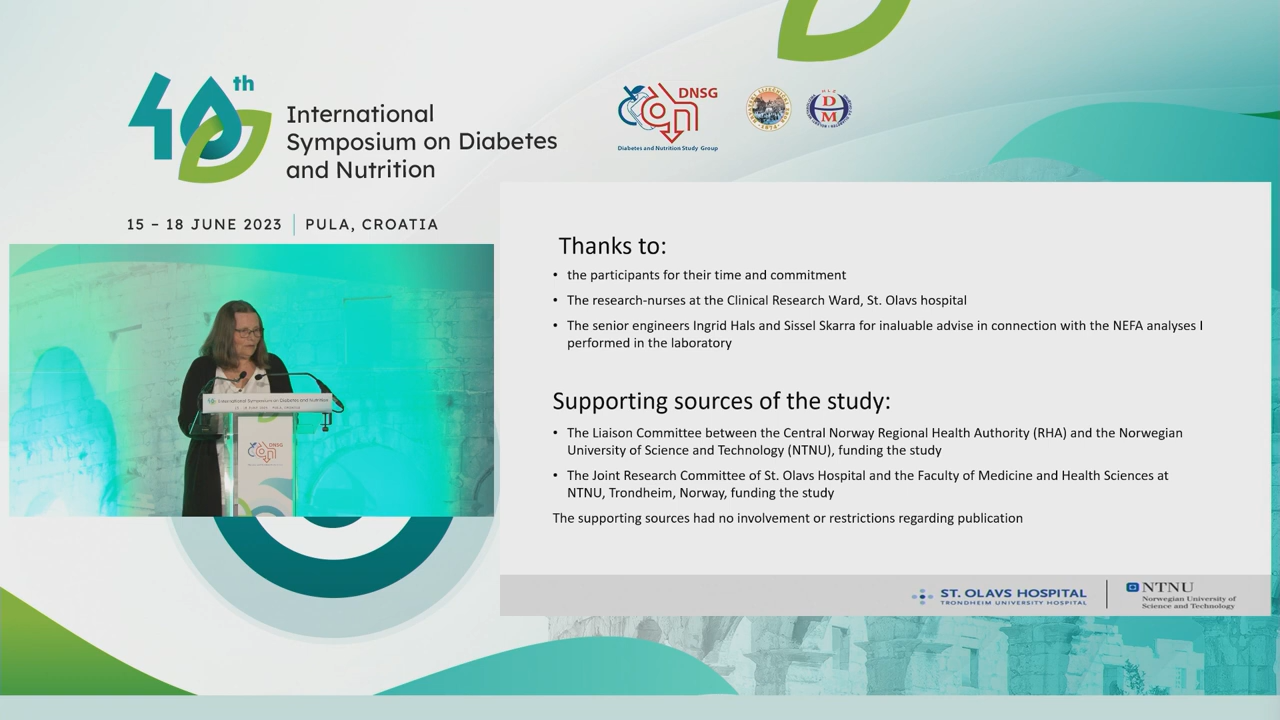 40th
International
Symposium on Diabetes
and Nutrition
15 – 18 JUNE 2023 | PULA, CROATIA
DNSG
Diabetes and Nutrition Study Group
D
M
International Symposium on Diabetes and Nutrition
DNSG
Thanks to:
• the participants for their time and commitment
• The research-nurses at the Clinical Research Ward, St. Olavs hospital
• The senior engineers Ingrid Hals and Sissel Skarra for inaluable advise in connection with the NEFA analyses I
performed in the laboratory
Supporting sources of the study:
• The Liaison Committee between the Central Norway Regional Health Authority (RHA) and the Norwegian
University of Science and Technology (NTNU), funding the study
• The Joint Research Committee of St. Olavs Hospital and the Faculty of Medicine and Health Sciences at
NTNU, Trondheim, Norway, funding the study
The supporting sources had no involvement or restrictions regarding publication
ST. OLAVS HOSPITAL
TRONDHEIM UNIVERSITY HOSPITAL
NTNU
Norwegian University of
Science and Technology